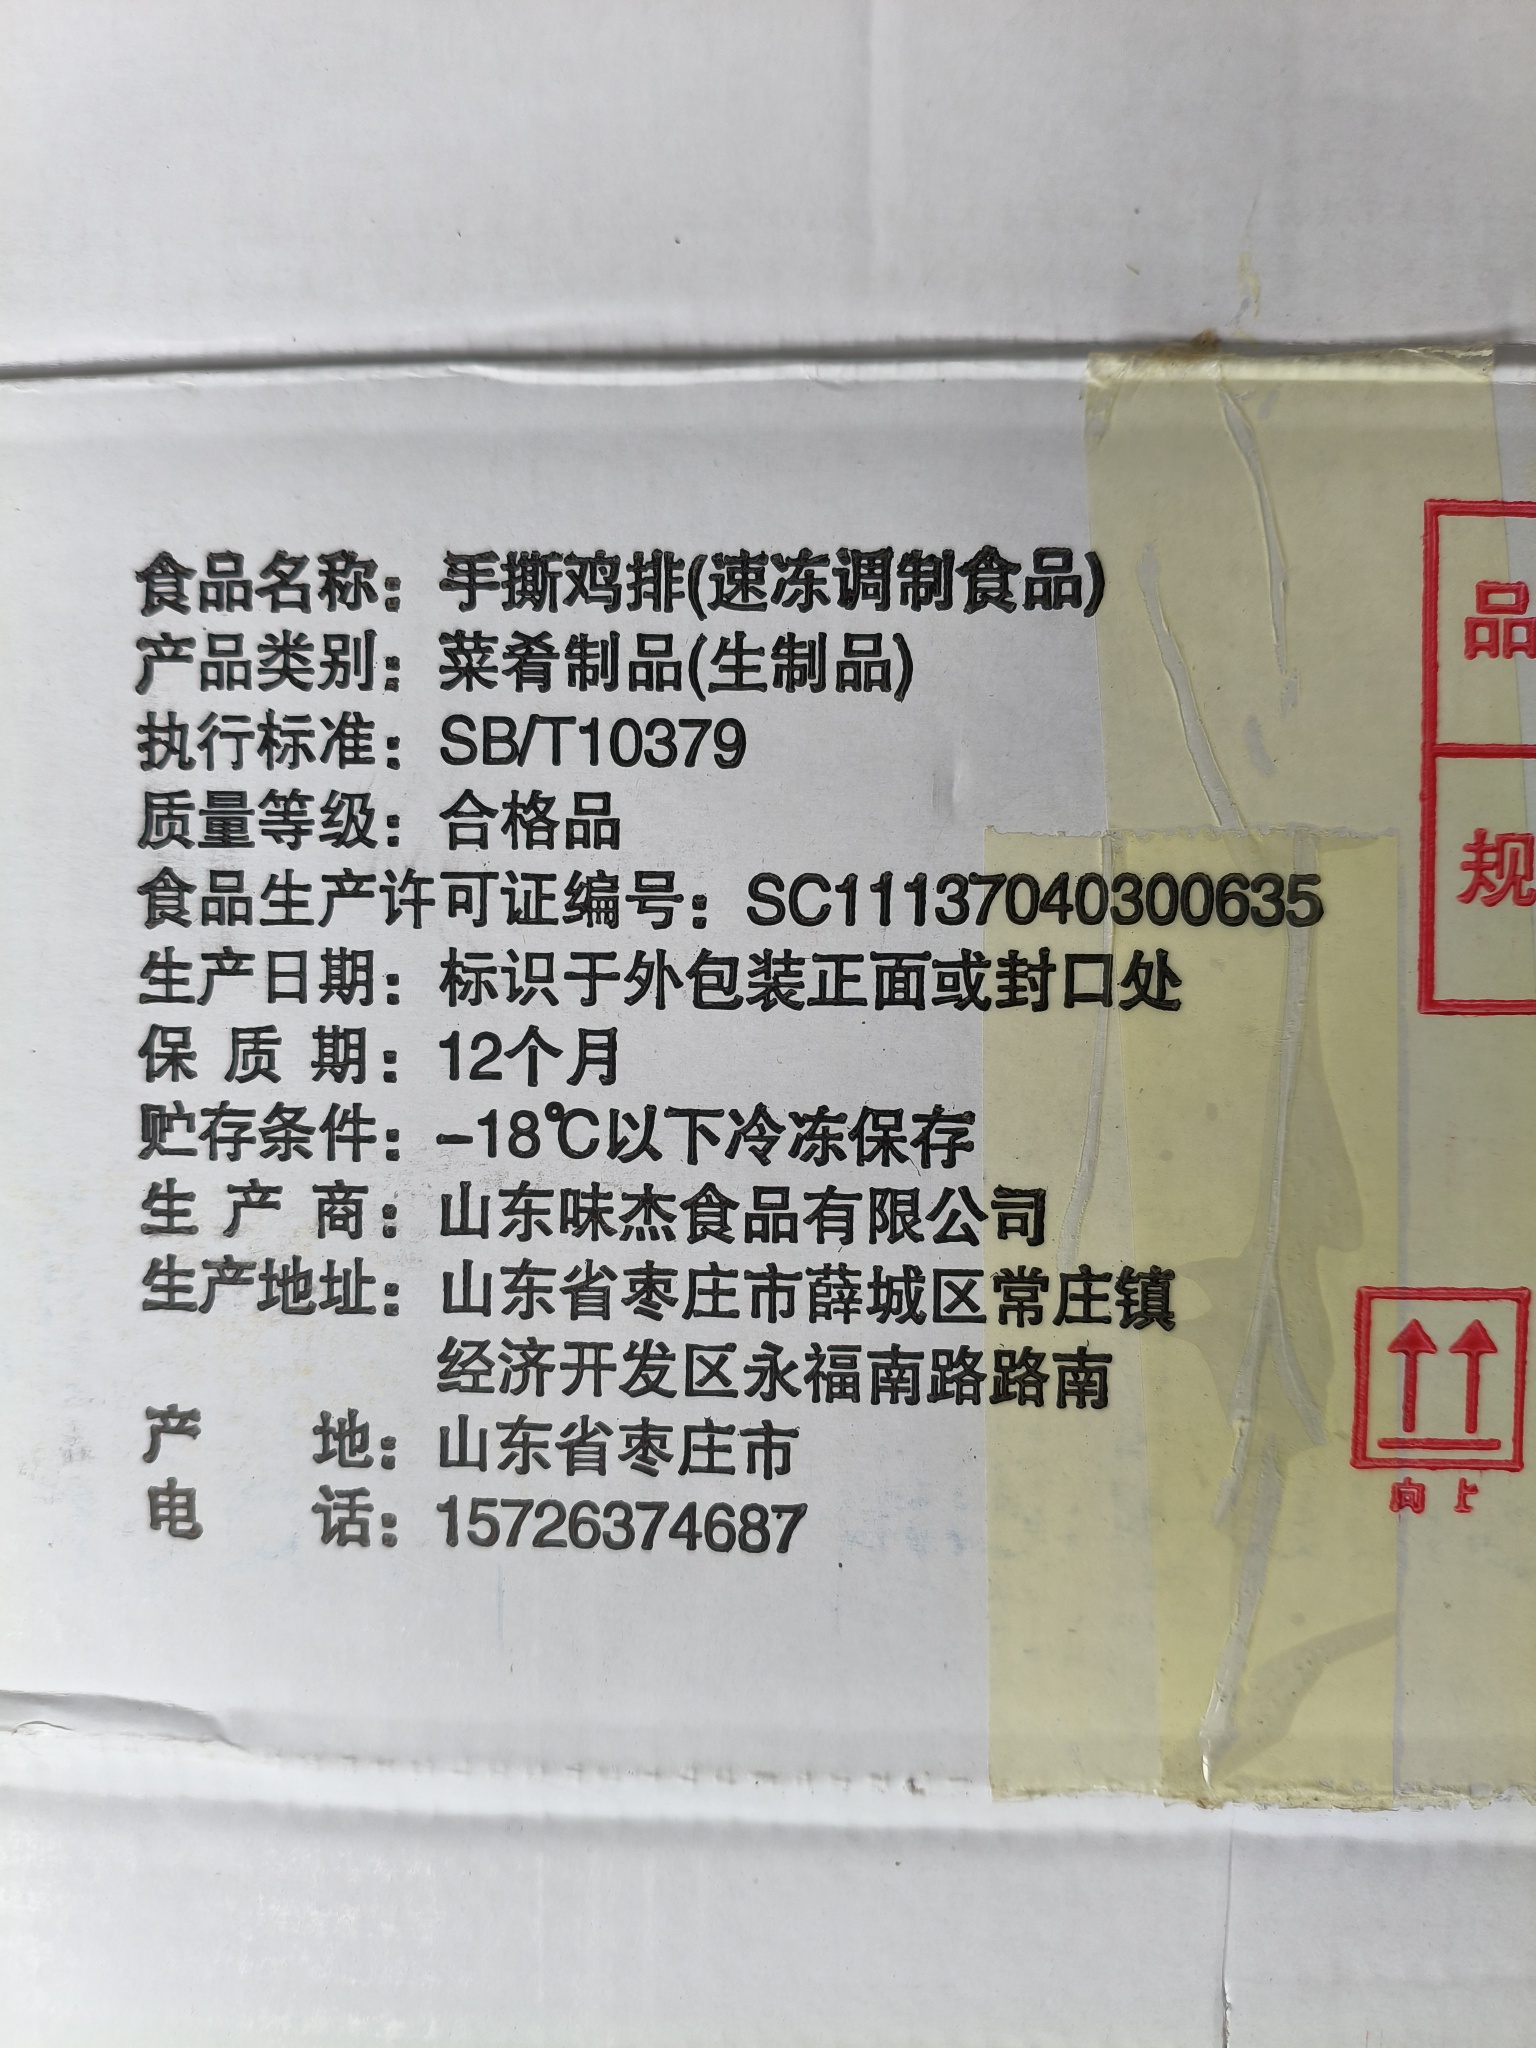 食品名称：手撕鸡排(速冻调制食品)
产品类别：菜肴制品(生制品)
执行标准：SB/T10379
质量等级：合格品
食品生产许可证编号：SC11137040300635
生产日期：标识于外包装正面或封口处
保质期：12个月
贮存条件：-18℃以下冷冻保存
生产商：山东味杰食品有限公司
生产地址：山东省枣庄市薛城区常庄镇
经济开发区永福南路路南
产地：山东省枣庄市
电话：15726374687
品
规
向上